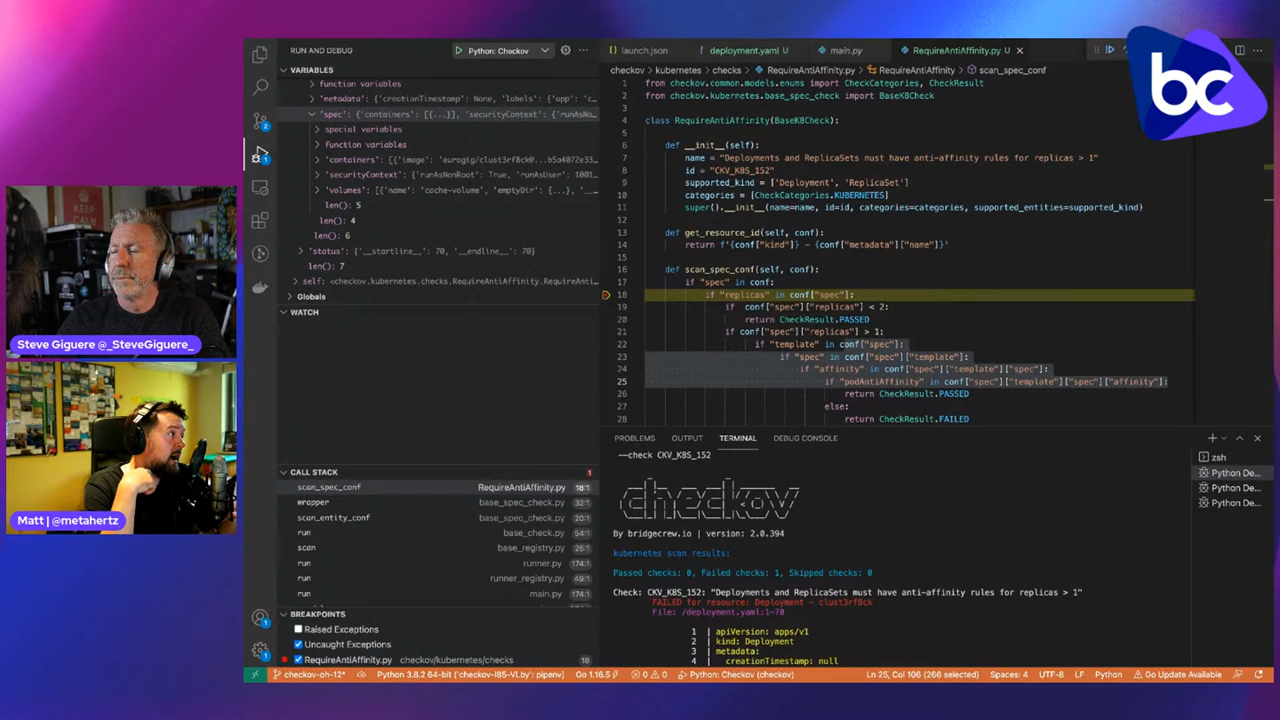 RUN AND DEBUG
Python: Checkov
VARIABLES
function variables
'metadata': {'creationTimestamp': None, 'labels': {'app': 'c...
'spec': {'containers': [{...}], 'securityContext': {'runAsNo...
special variables
function variables
'containers': [{'image': 'eurogig/clust3rf8ck@...b5a4072e33...
'securityContext': {'runAsNonRoot': True, 'runAsUser': 1001...
'volumes': [{'name': 'cache-volume', 'emptyDir': {...}, ...
len(): 5
len(): 4
len(): 6
'status': {'__startline__': 70, '__endline__': 70}
len(): 7
self: <checkov.kubernetes.checks.RequireAntiAffinity.RequireAnti...
Globals
WATCH
CALL STACK
1
scan_spec_conf RequireAntiAffinity.py 18:1
wrapper base_spec_check.py 32:1
scan_entity_conf base_spec_check.py 20:1
run base_check.py 54:1
scan base_registry.py 25:1
run runner.py 174:1
run runner_registry.py 49:1
run main.py 174:1
BREAKPOINTS
Raised Exceptions
Uncaught Exceptions
RequireAntiAffinity.py checkov/kubernetes/checks 18
launch.json
deployment.yaml U
main.py
RequireAntiAffinity.py U
bc
checkov > kubernetes > checks > RequireAntiAffinity.py > RequireAntiAffinity > scan_spec_conf
1 from checkov.common.models.enums import CheckCategories, CheckResult
2 from checkov.kubernetes.base_spec_check import BaseK8Check
3
4 class RequireAntiAffinity(BaseK8Check):
5
6 def __init__(self):
7 name = "Deployments and ReplicaSets must have anti-affinity rules for replicas > 1"
8 id = "CKV_K8S_152"
9 supported_kind = ['Deployment', 'ReplicaSet']
10 categories = [CheckCategories.KUBERNETES]
11 super().__init__(name=name, id=id, categories=categories, supported_entities=supported_kind)
12
13 def get_resource_id(self, conf):
14 return f'{conf["kind"]} - {conf["metadata"]["name"]}'
15
16 def scan_spec_conf(self, conf):
17 if "spec" in conf:
18 if "replicas" in conf["spec"]:
19 if conf["spec"]["replicas"] < 2:
20 return CheckResult.PASSED
21 if conf["spec"]["replicas"] > 1:
22 if "template" in conf["spec"]:
23 if "spec" in conf["spec"]["template"]:
24 if "affinity" in conf["spec"]["template"]["spec"]:
25 if "podAntiAffinity" in conf["spec"]["template"]["spec"]["affinity"]:
26 return CheckResult.PASSED
27 else:
28 return CheckResult.FAILED
PROBLEMS OUTPUT TERMINAL DEBUG CONSOLE
--check CKV_K8S_152
checkov
By bridgecrew.io | version: 2.0.394
kubernetes scan results:
Passed checks: 0, Failed checks: 1, Skipped checks: 0
Check: CKV_K8S_152: "Deployments and ReplicaSets must have anti-affinity rules for replicas > 1"
FAILED for resource: Deployment - clust3rf8ck
File: /deployment.yaml:1-70
1 | apiVersion: apps/v1
2 | kind: Deployment
3 | metadata:
4 | creationTimestamp: null
zsh
Python De...
Python De...
Python De...
checkov-oh-12* Python 3.8.2 64-bit ('checkov-I85-VLby': pipenv) Go 1.16.5 0 0 Python: Checkov (checkov) Ln 25, Col 106 (266 selected) Spaces: 4 UTF-8 LF Python Go Update Available
KEEP
CALM
Steve Giguere @_SteveGiguere_
Matt | @metahertz